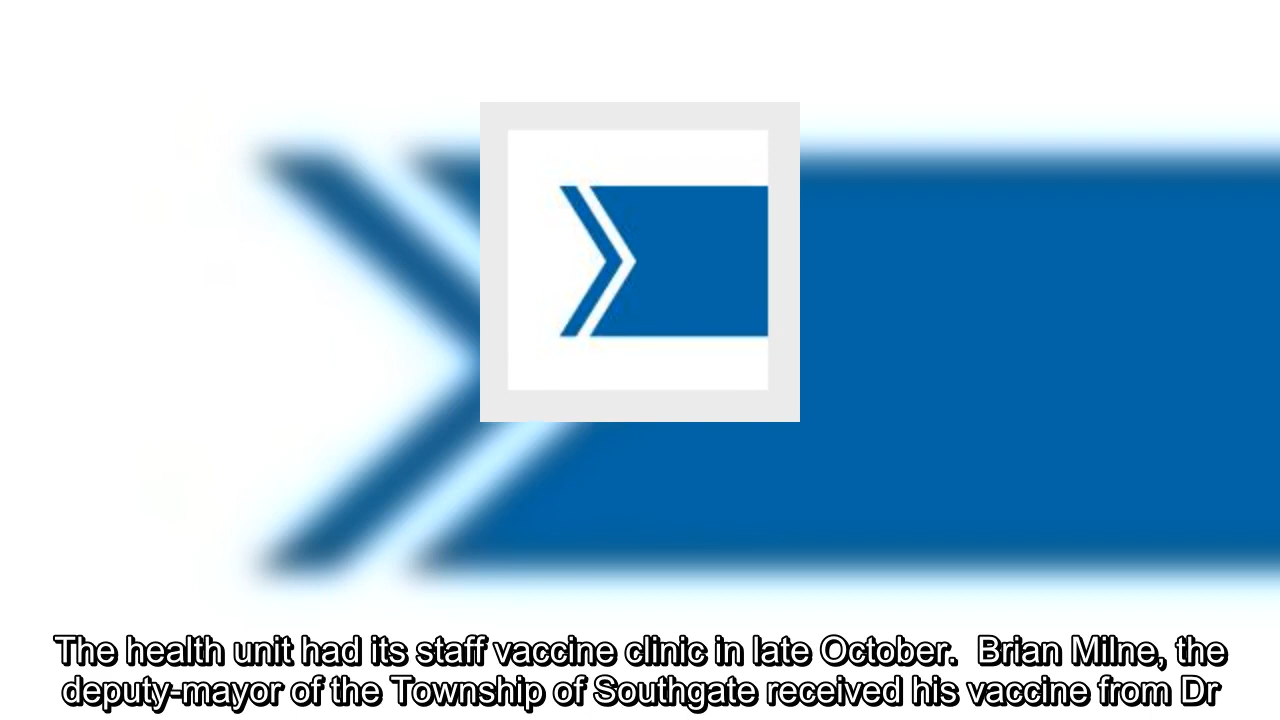 The health unit had its staff vaccine clinic in late October.  Brian Milne, the
deputy-mayor of the Township of Southgate received his vaccine from Dr